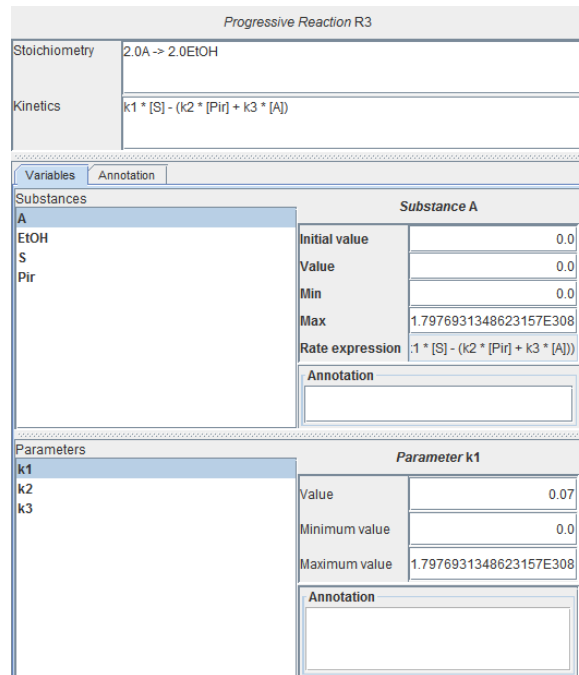 Progressive Reaction R3
Stoichiometry
2.0A -> 2.0EtOH
Kinetics
k1 * [S] - (k2 * [Pir] + k3 * [A])
Variables
Annotation
Substances
A
EtOH
S
Pir
Substance A
Initial value
0.0
Value
0.0
Min
0.0
Max
1.7976931348623157E308
Rate expression
:1 * [S] - (k2 * [Pir] + k3 * [A]))
Annotation
Parameters
k1
k2
k3
Parameter k1
Value
0.07
Minimum value
0.0
Maximum value
1.7976931348623157E308
Annotation